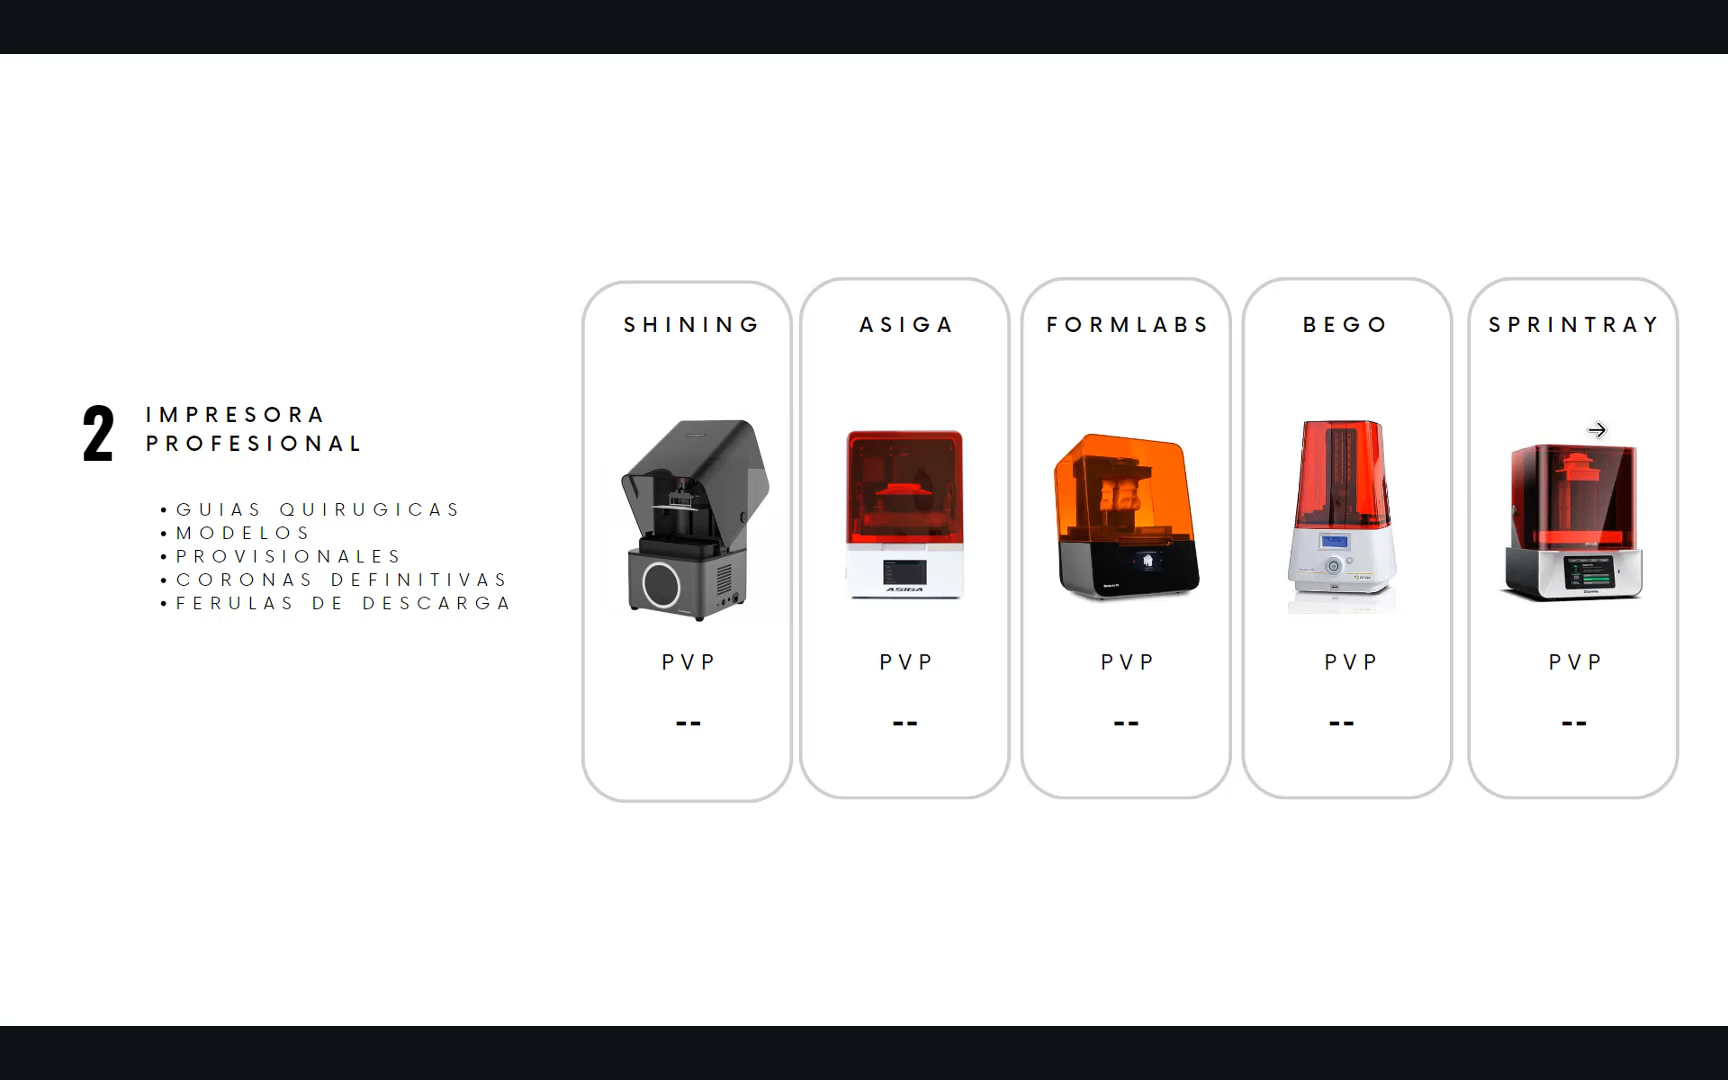 2
IMPRESORA
PROFESIONAL
• GUIAS QUIRUGICAS
• MODELOS
• PROVISIONALES
• CORONAS DEFINITIVAS
• FERULAS DE DESCARGA
SHINING
PVP
--
ASIGA
ASIGA
PVP
--
FORMLABS
PVP
--
BEGO
PVP
--
SPRINTRAY
PVP
--